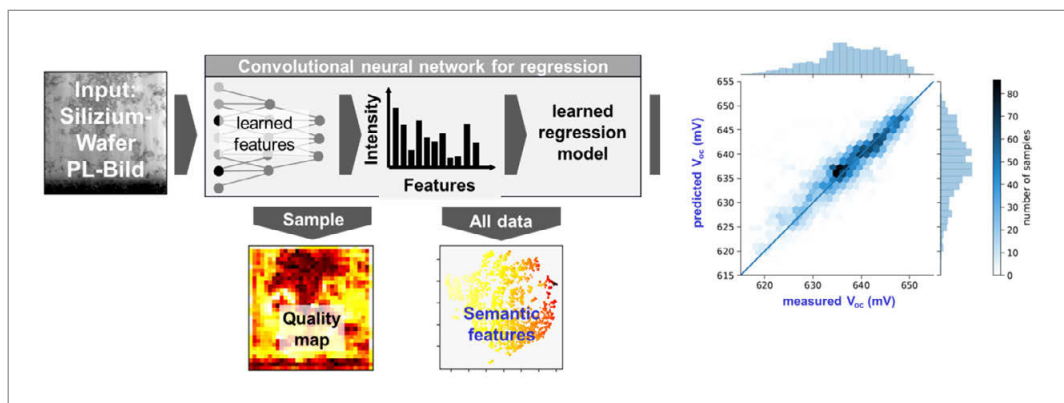 Convolutional neural network for regression
Input:
Silizium-
Wafer
PL-Bild
learned
features
Intensity
Features
learned
regression
model
Sample
All data
Quality
map
Semantic
features
predicted Voc (mV)
655
650
645
640
635
630
625
620
615
620
630
640
650
measured Voc (mV)
80
70
60
50
40
30
20
10
0
number of samples